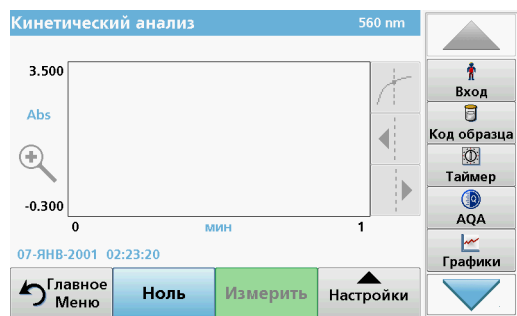 Кинетический анализ 560 nm
3.500
Abs
-0.300
0 мин 1
07-ЯНВ-2001 02:23:20
Главное
Меню
Ноль
Измерить
Настройки
Вход
Код образца
Таймер
AQA
Графики